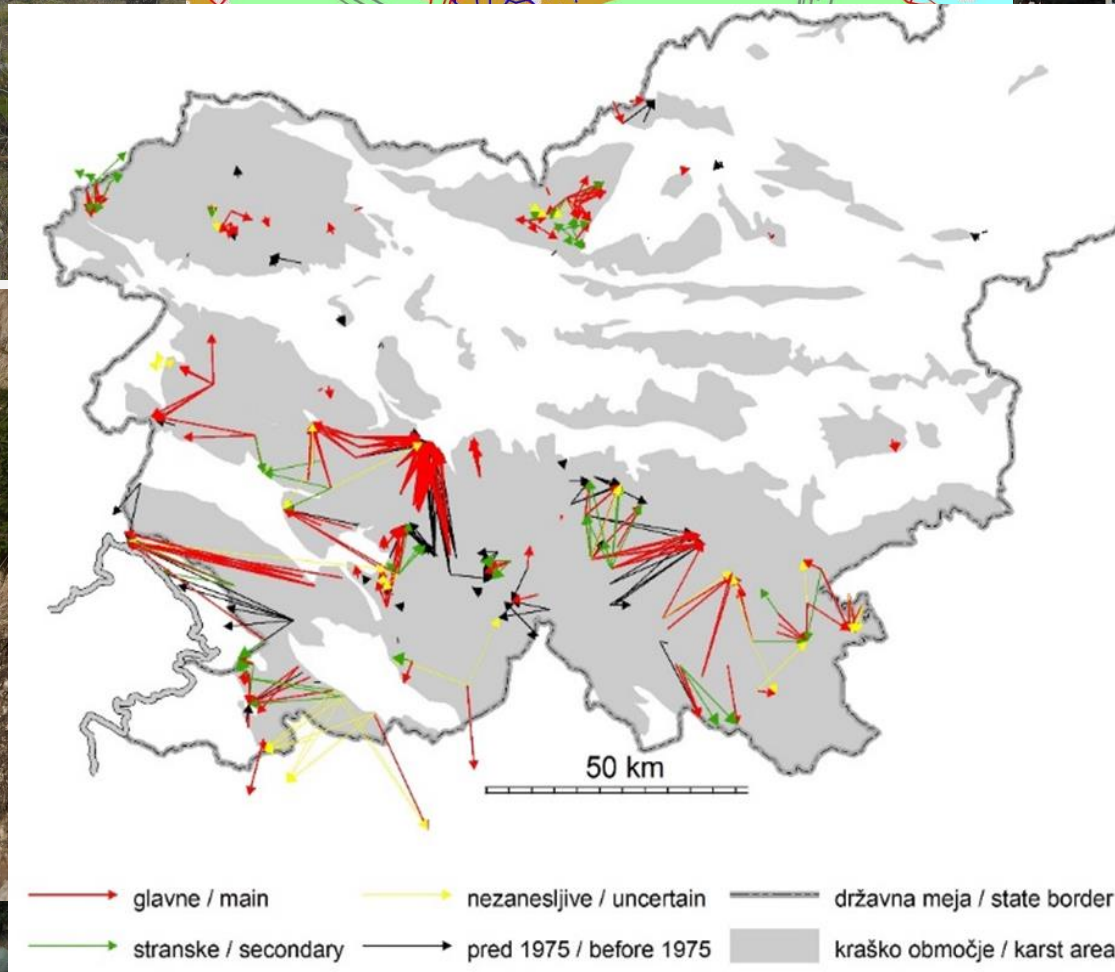 50 km
glavne / main
nezanesljive / uncertain
državna meja / state border
stranske / secondary
pred 1975 / before 1975
kraško območje / karst area